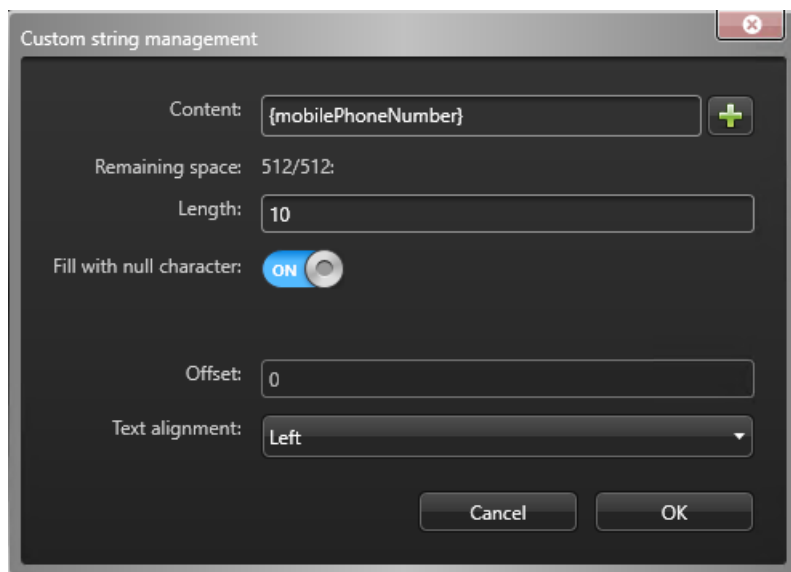 Custom string management
Content: {mobilePhoneNumber}
Remaining space: 512/512:
Length: 10
Fill with null character: ON
Offset: 0
Text alignment: Left
Cancel OK